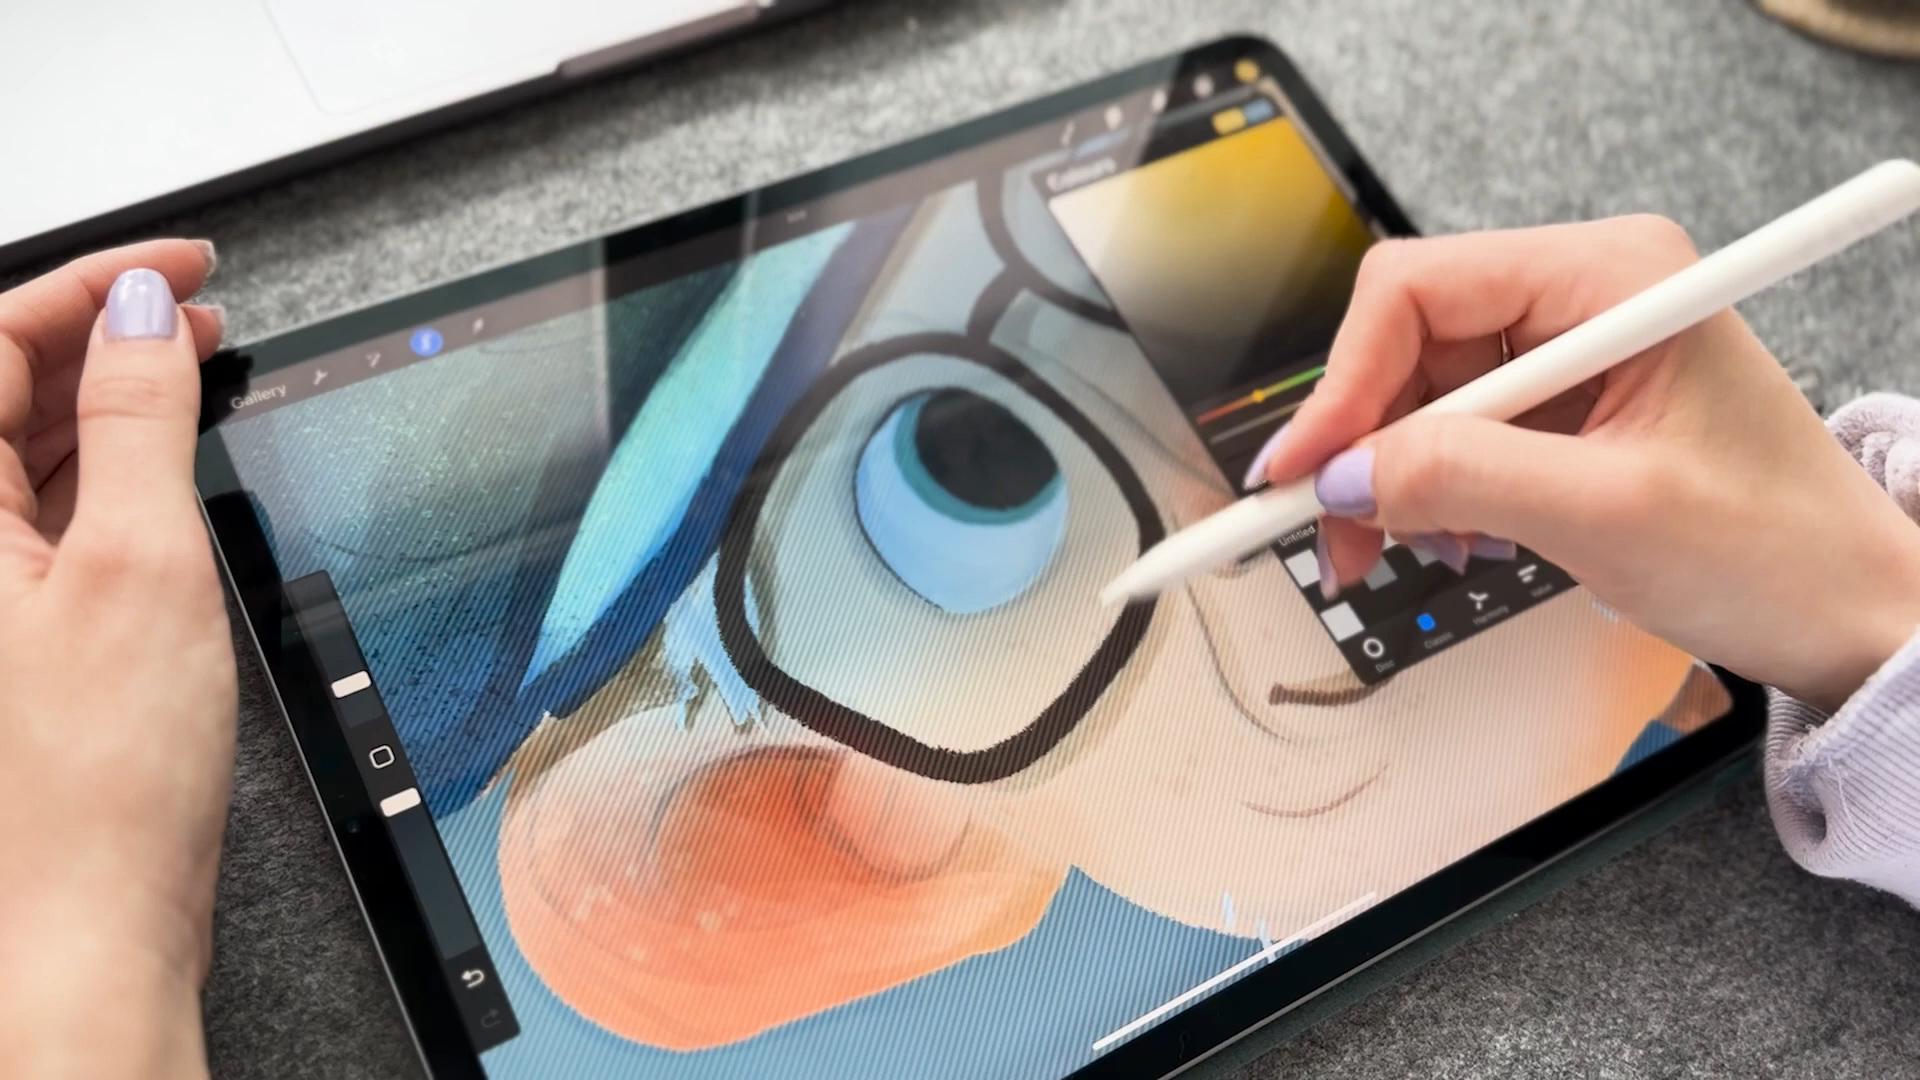 Gallery
Colours
Untitled
Disc
Classic
Harmony
Value